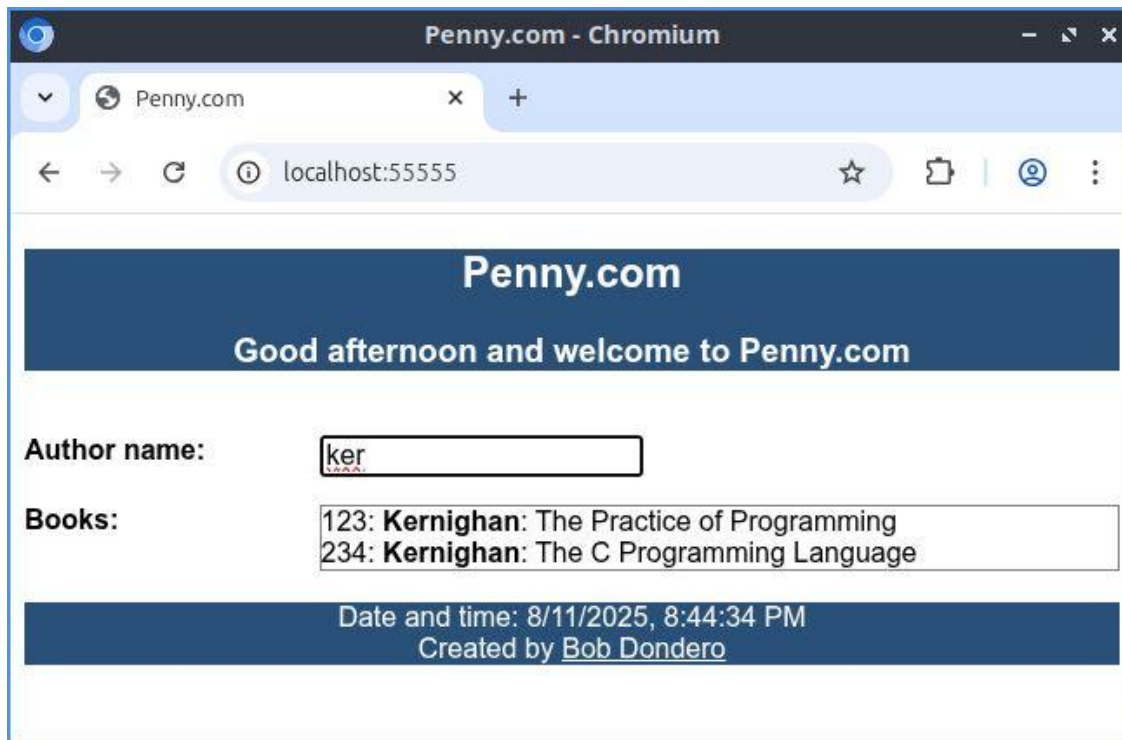 Penny.com - Chromium
Penny.com
localhost:55555
Penny.com
Good afternoon and welcome to Penny.com
Author name:
ker
Books:
123: Kernighan: The Practice of Programming
234: Kernighan: The C Programming Language
Date and time: 8/11/2025, 8:44:34 PM
Created by Bob Dondero